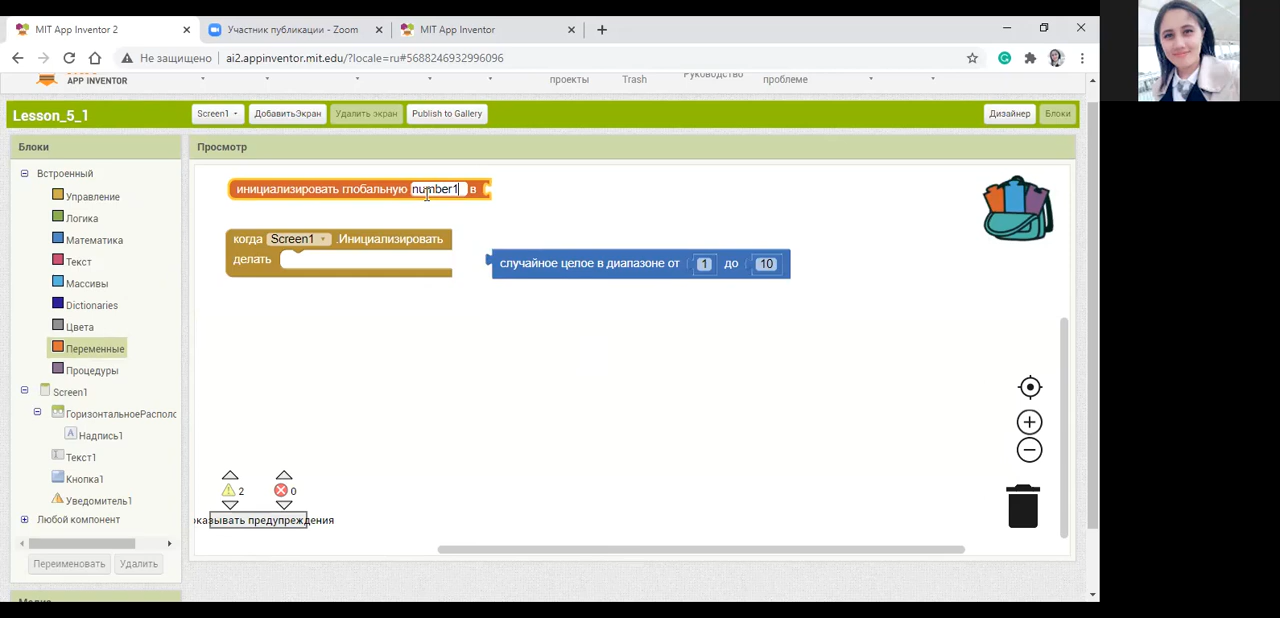 MIT App Inventor 2
Участник публикации - Zoom
MIT App Inventor
Не защищено
ai2.appinventor.mit.edu/?locale=ru#5688246932996096
APP INVENTOR
проекты
Trash
Руководство
проблеме
Lesson_5_1
Screen1
ДобавитьЭкран
Удалить экран
Publish to Gallery
Дизайнер
Блоки
Блоки
Просмотр
Встроенный
Управление
Логика
Математика
Текст
Массивы
Dictionaries
Цвета
Переменные
Процедуры
Screen1
ГоризонтальноеРасполо
Надпись1
Текст1
Кнопка1
Уведомитель1
Любой компонент
Переименовать
Удалить
инициализировать глобальную number1 в
когда Screen1 .Инициализировать
делать
случайное целое в диапазоне от 1 до 10
2
0
оказывать предупреждения